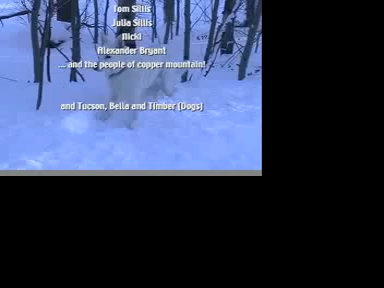 Tom Sillis
Julia Sillis
Nicki
Alexander Bryant
... and the people of copper mountain!
and Tucson, Bella and Timber (Dogs)